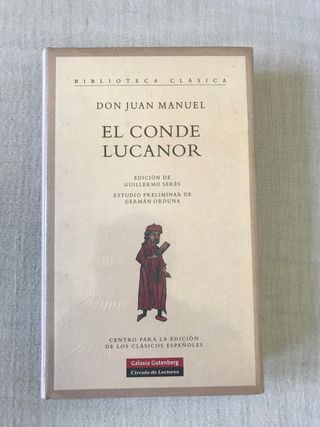 BIBLIOTECA CLÁSICA
DON JUAN MANUEL
EL CONDE
LUCANOR
EDICIÓN DE
GUILLERMO SERÉS
ESTUDIO PRELIMINAR DE
GERMÁN ORDUNA
CENTRO PARA LA EDICIÓN
DE LOS CLÁSICOS ESPAÑOLES
Galaxia Gutenberg
Círculo de Lectores